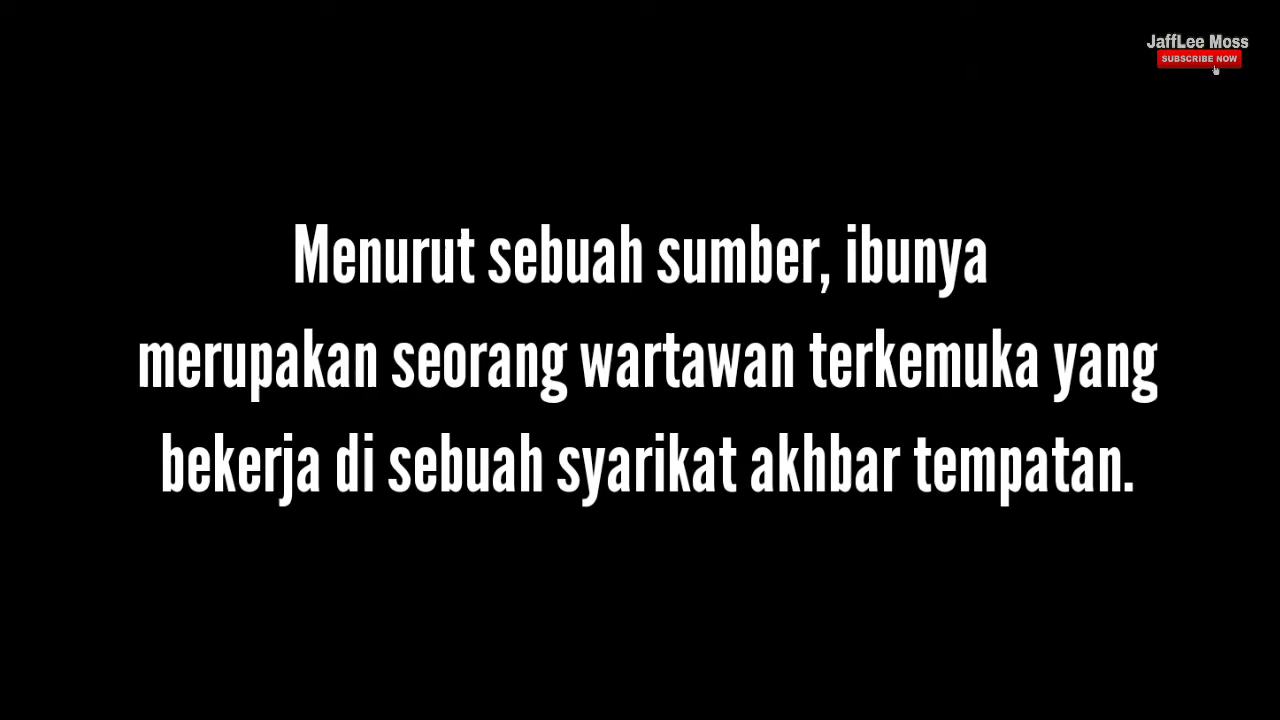 JaffLee Moss
SUBSCRIBE NOW
Menurut sebuah sumber, ibunya
merupakan seorang wartawan terkemuka yang
bekerja di sebuah syarikat akhbar tempatan.